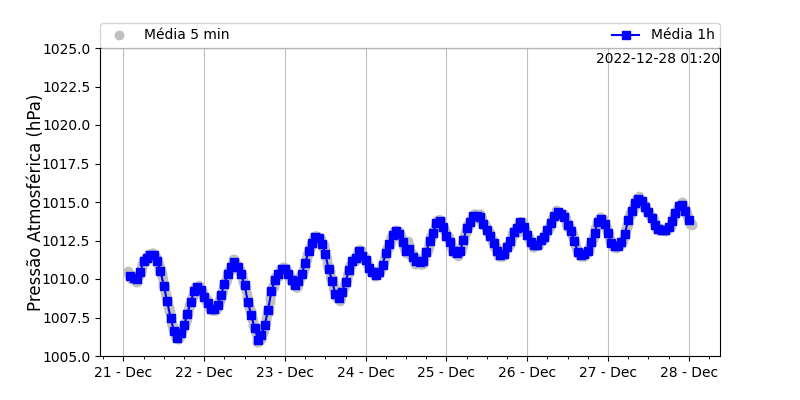 Média 5 min
Média 1h
2022-12-28 01:20
Pressão Atmosférica (hPa)
1025.0
1022.5
1020.0
1017.5
1015.0
1012.5
1010.0
1007.5
1005.0
21 - Dec
22 - Dec
23 - Dec
24 - Dec
25 - Dec
26 - Dec
27 - Dec
28 - Dec